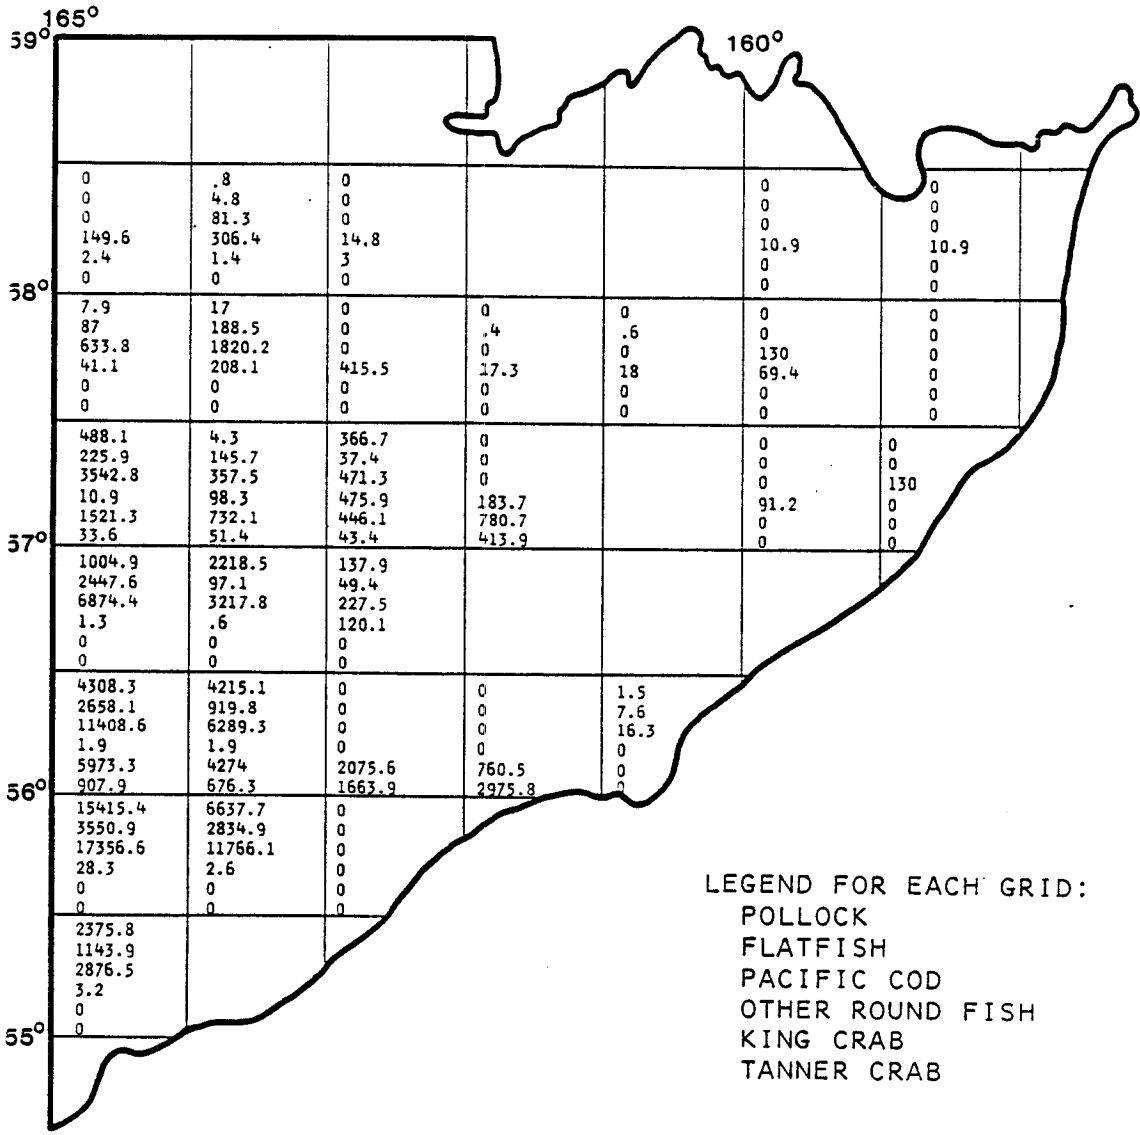 165°
59° 160°
0 .8 0 0 0
0 4.8 0 0 0
0 81.3 0 0 0
149.6 306.4 14.8 10.9 10.9
2.4 1.4 3 0 0
0 0 0 0 0
58°
7.9 17 0 0 0 0 0
87 188.5 0 .4 .6 0 0
633.8 1820.2 0 0 0 130 0
41.1 208.1 415.5 17.3 18 69.4 0
0 0 0 0 0 0 0
0 0 0 0 0 0 0
488.1 4.3 366.7 0 0 0
225.9 145.7 37.4 0 0 0
3542.8 357.5 471.3 0 0 130
10.9 98.3 475.9 183.7 91.2 0
1521.3 732.1 446.1 780.7 0 0
33.6 51.4 43.4 413.9 0 0
57°
1004.9 2218.5 137.9
2447.6 97.1 49.4
6874.4 3217.8 227.5
1.3 .6 120.1
0 0 0
0 0 0
4308.3 4215.1 0 0 1.5
2658.1 919.8 0 0 7.6
11408.6 6289.3 0 0 16.3
1.9 1.9 0 0 0
5973.3 4274 2075.6 760.5 0
907.9 676.3 1663.9 2975.8 0
56°
15415.4 6637.7 0
3550.9 2834.9 0
17356.6 11766.1 0
28.3 2.6 0
0 0 0
0 0 0
2375.8
1143.9
2876.5
3.2
0
0
55°
LEGEND FOR EACH GRID:
POLLOCK
FLATFISH
PACIFIC COD
OTHER ROUND FISH
KING CRAB
TANNER CRAB